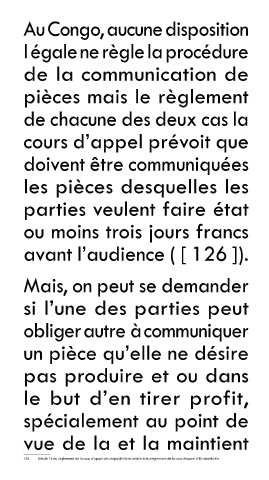 Au Congo, aucune disposition
légale ne règle la procédure
de la communication de
pièces mais le règlement
de chacune des deux cas la
cours d'appel prévoit que
doivent être communiquées
les pièces desquelles les
parties veulent faire état
ou moins trois jours francs
avant l'audience ( [ 126 ]).
Mais, on peut se demander
si l'une des parties peut
obliger autre à communiquer
un pièce qu'elle ne désire
pas produire et ou dans
le but d'en tirer profit,
spécialement au point de
vue de la et la maintient